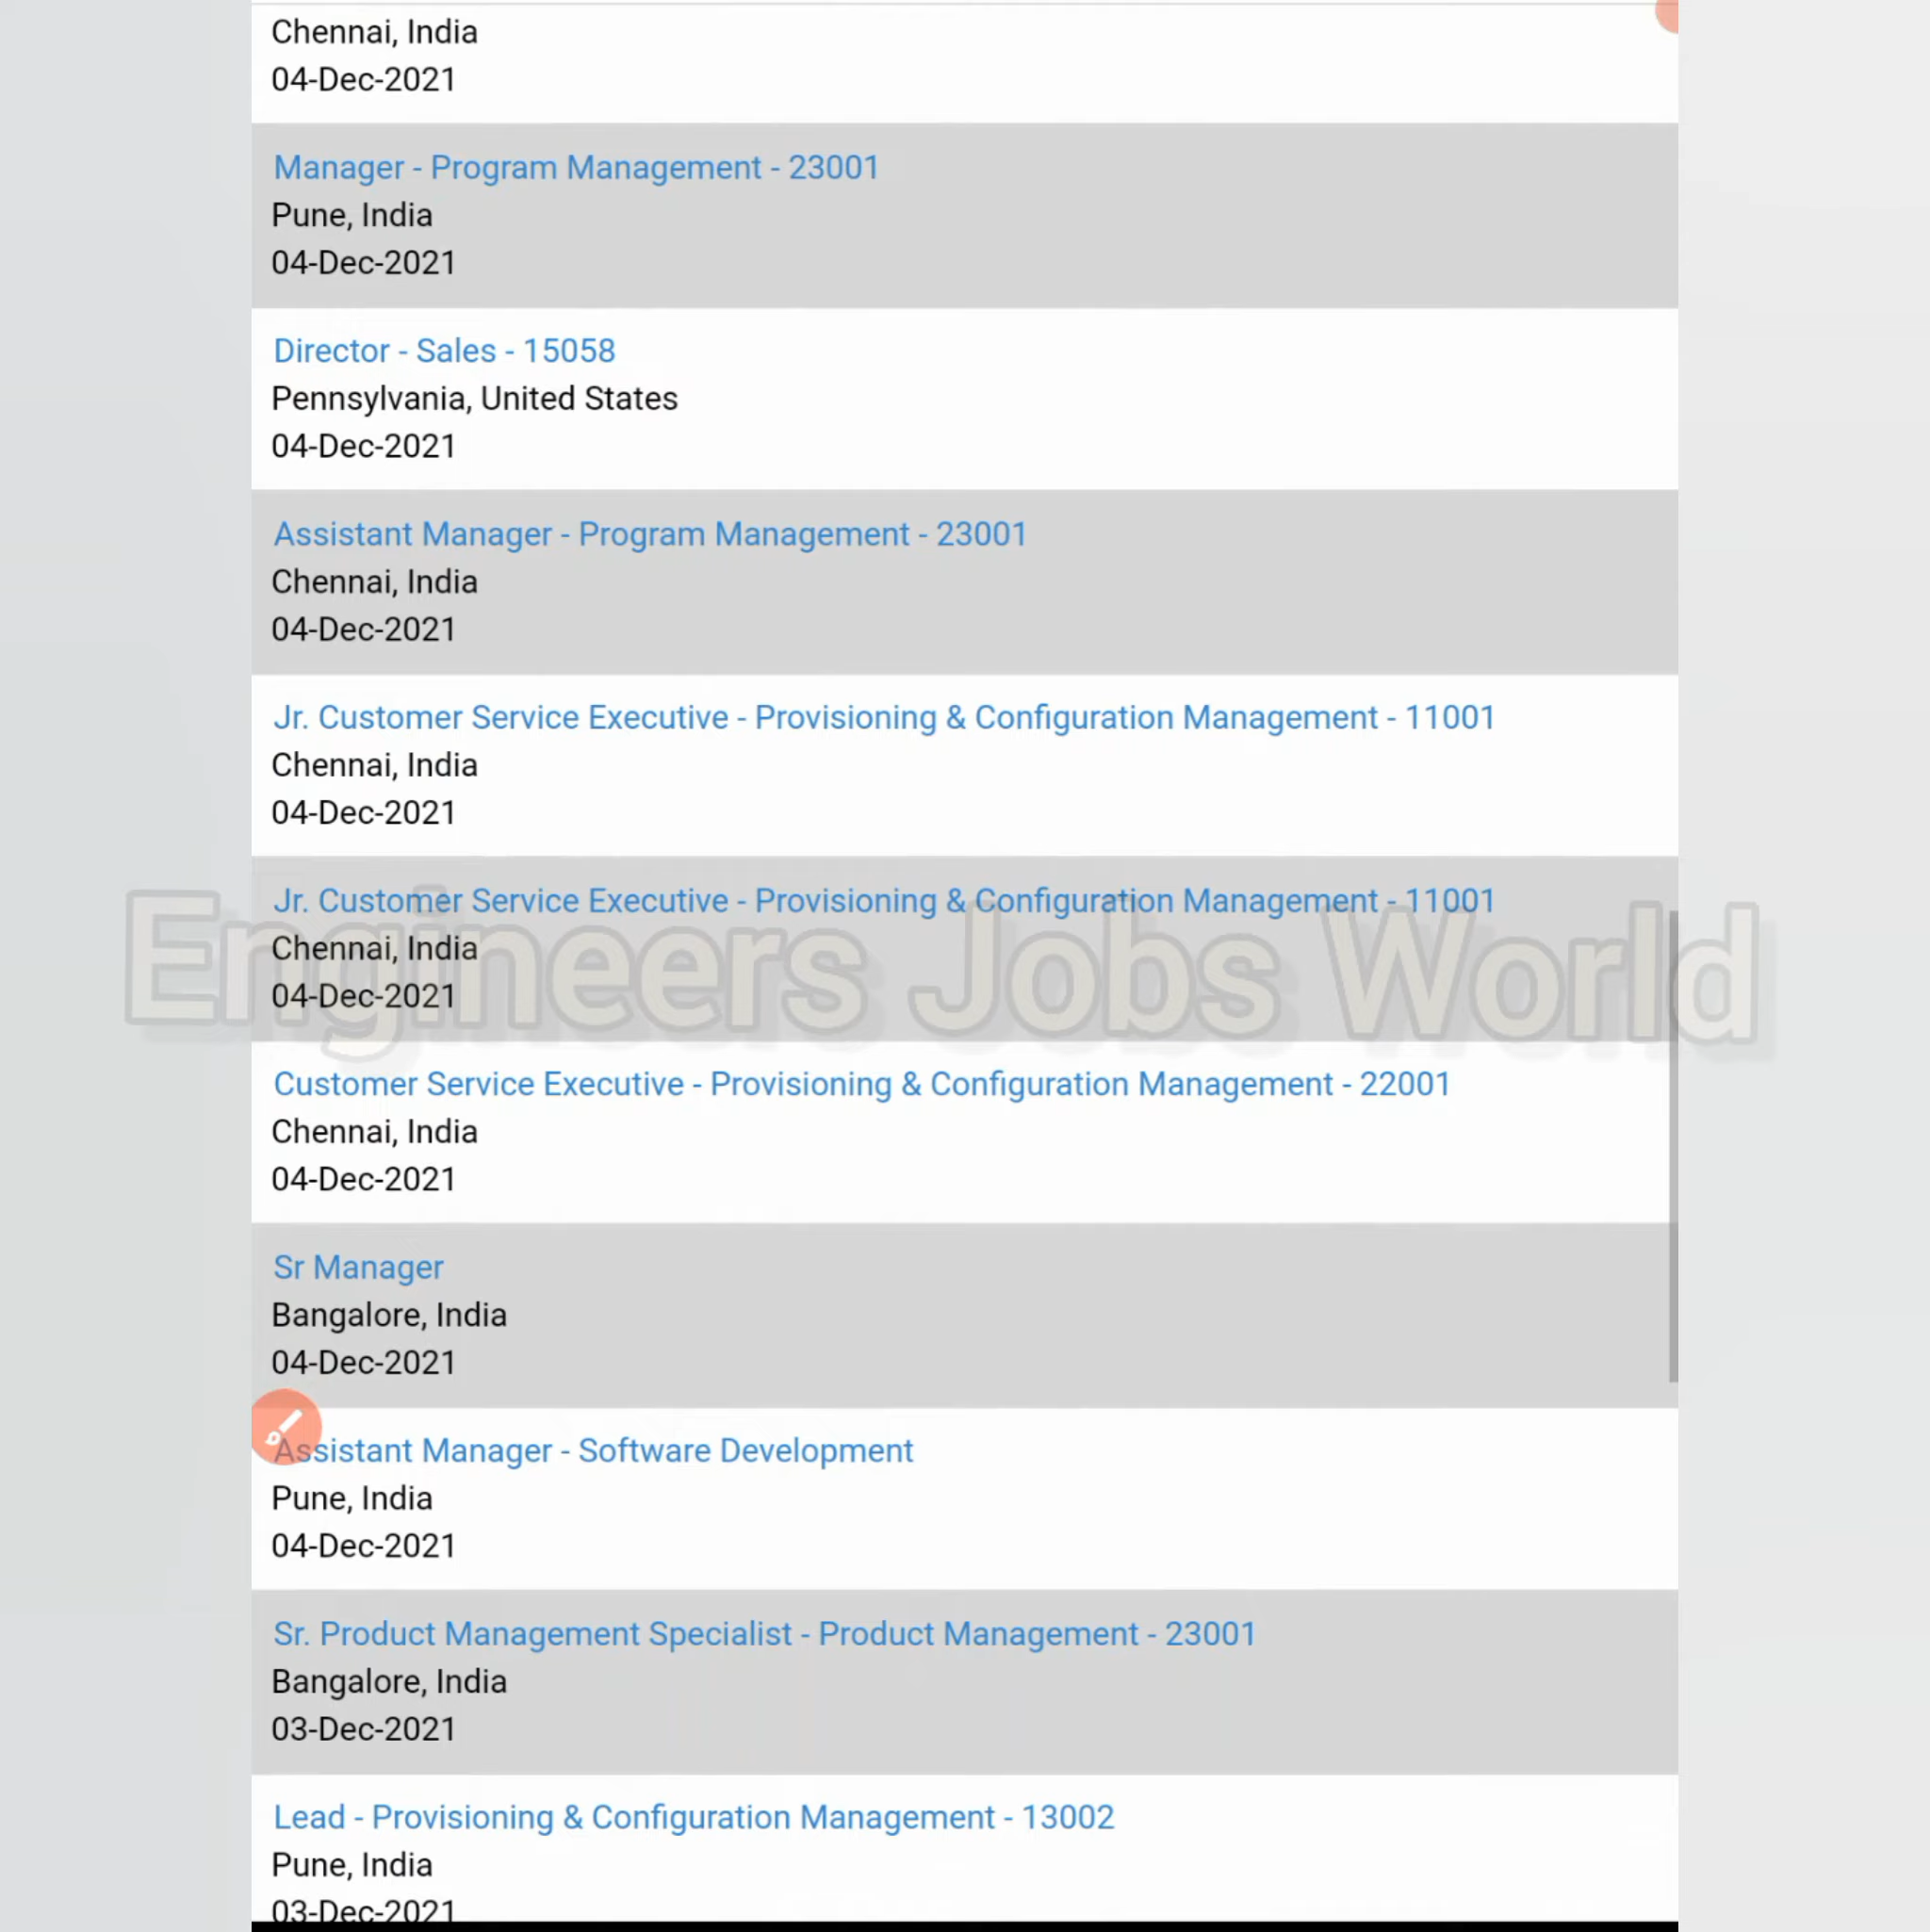 Chennai, India
04-Dec-2021
Manager - Program Management - 23001
Pune, India
04-Dec-2021
Director - Sales - 15058
Pennsylvania, United States
04-Dec-2021
Assistant Manager - Program Management - 23001
Chennai, India
04-Dec-2021
Jr. Customer Service Executive - Provisioning & Configuration Management - 11001
Chennai, India
04-Dec-2021
Jr. Customer Service Executive - Provisioning & Configuration Management - 11001
Chennai, India
Engineers Jobs World
04-Dec-2021
Customer Service Executive - Provisioning & Configuration Management - 22001
Chennai, India
04-Dec-2021
Sr Manager
Bangalore, India
04-Dec-2021
Assistant Manager - Software Development
Pune, India
04-Dec-2021
Sr. Product Management Specialist - Product Management - 23001
Bangalore, India
03-Dec-2021
Lead - Provisioning & Configuration Management - 13002
Pune, India
03-Dec-2021